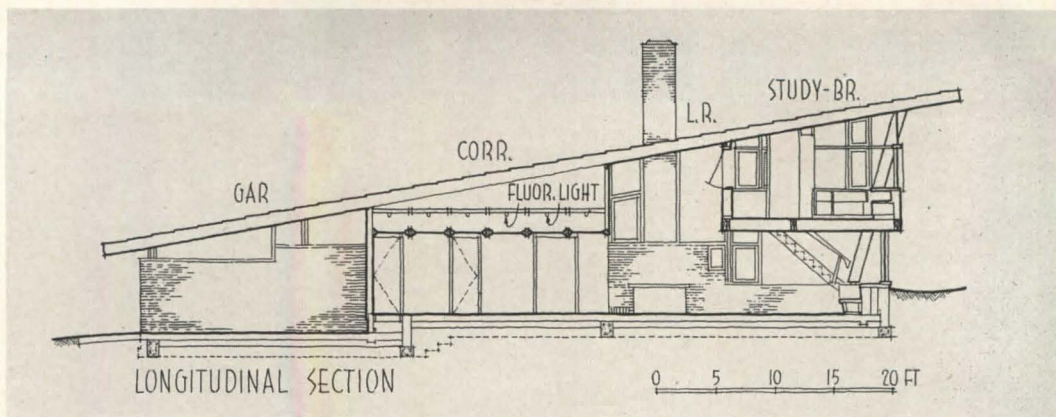 STUDY-BR.
L.R.
CORR.
GAR
FLUOR. LIGHT
LONGITUDINAL SECTION
0 5 10 15 20 FT